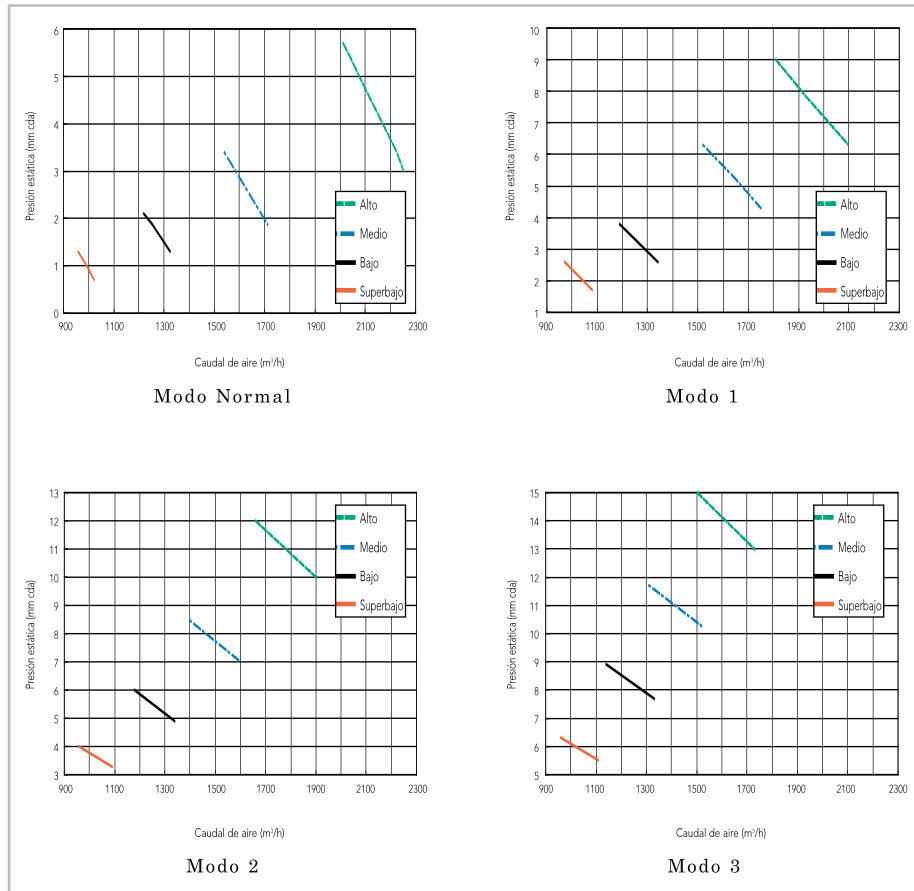 6
5
4
3
2
1
0
Presión estática (mm cda)
Alto
Medio
Bajo
Superbajo
900 1100 1300 1500 1700 1900 2100 2300
Caudal de aire (m³/h)
Modo Normal
10
9
8
7
6
5
4
3
2
1
Presión estática (mm cda)
Alto
Medio
Bajo
Superbajo
900 1100 1300 1500 1700 1900 2100 2300
Caudal de aire (m³/h)
Modo 1
13
12
11
10
9
8
7
6
5
4
3
Presión estática (mm cda)
Alto
Medio
Bajo
Superbajo
900 1100 1300 1500 1700 1900 2100 2300
Caudal de aire (m³/h)
Modo 2
15
14
13
12
11
10
9
8
7
6
5
Presión estática (mm cda)
Alto
Medio
Bajo
Superbajo
900 1100 1300 1500 1700 1900 2100 2300
Caudal de aire (m³/h)
Modo 3